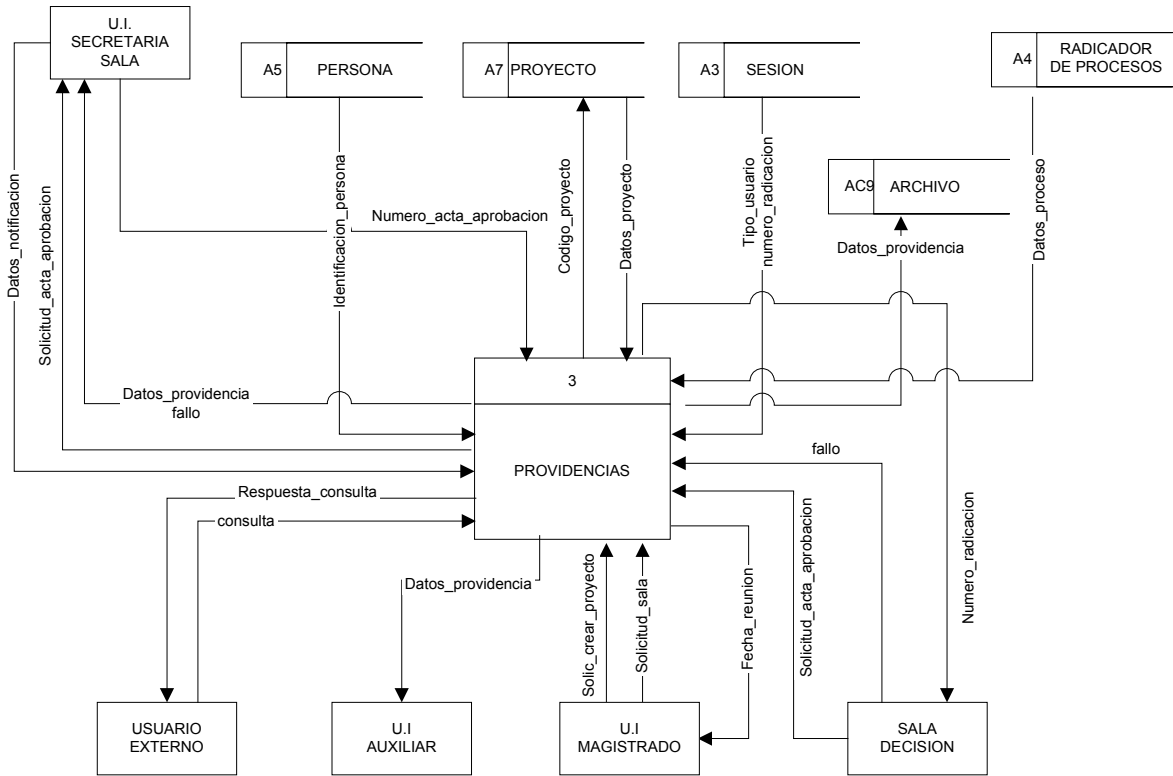 U.I.
SECRETARIA
SALA
A5
PERSONA
A7
PROYECTO
A3
SESION
A4
RADICADOR
DE PROCESOS
AC9
ARCHIVO
Datos_notificacion
Solicitud_acta_aprobacion
Numero_acta_aprobacion
Identificacion_persona
Codigo_proyecto
Datos_proyecto
Tipo_usuario
numero_radicacion
Datos_providencia
Datos_proceso
Datos_providencia
fallo
3
PROVIDENCIAS
fallo
Respuesta_consulta
consulta
Datos_providencia
Solic_crear_proyecto
Solicitud_sala
Fecha_reunion
Solicitud_acta_aprobacion
Numero_radicacion
USUARIO
EXTERNO
U.I
AUXILIAR
U.I
MAGISTRADO
SALA
DECISION